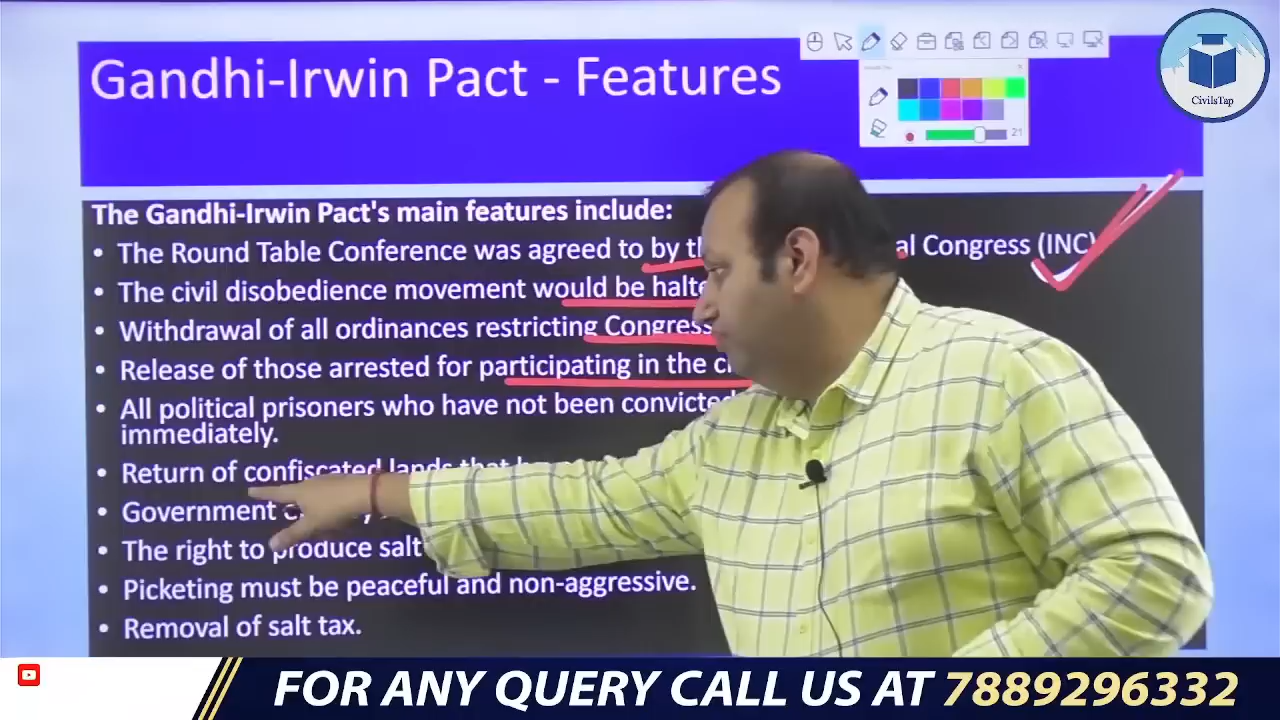 Gandhi-Irwin Pact - Features
21
CivilsTap
The Gandhi-Irwin Pact's main features include:
• The Round Table Conference was agreed to by Congress (INC)
• The civil disobedience movement would be
• Withdrawal of all ordinances restricting Congress
• Release of those arrested for participating in the
• All political prisoners who have not been convicted
immediately.
• Return of confiscated lands that
• Government
• The right to produce salt
• Picketing must be peaceful and non-aggressive.
• Removal of salt tax.
FOR ANY QUERY CALL US AT 7889296332